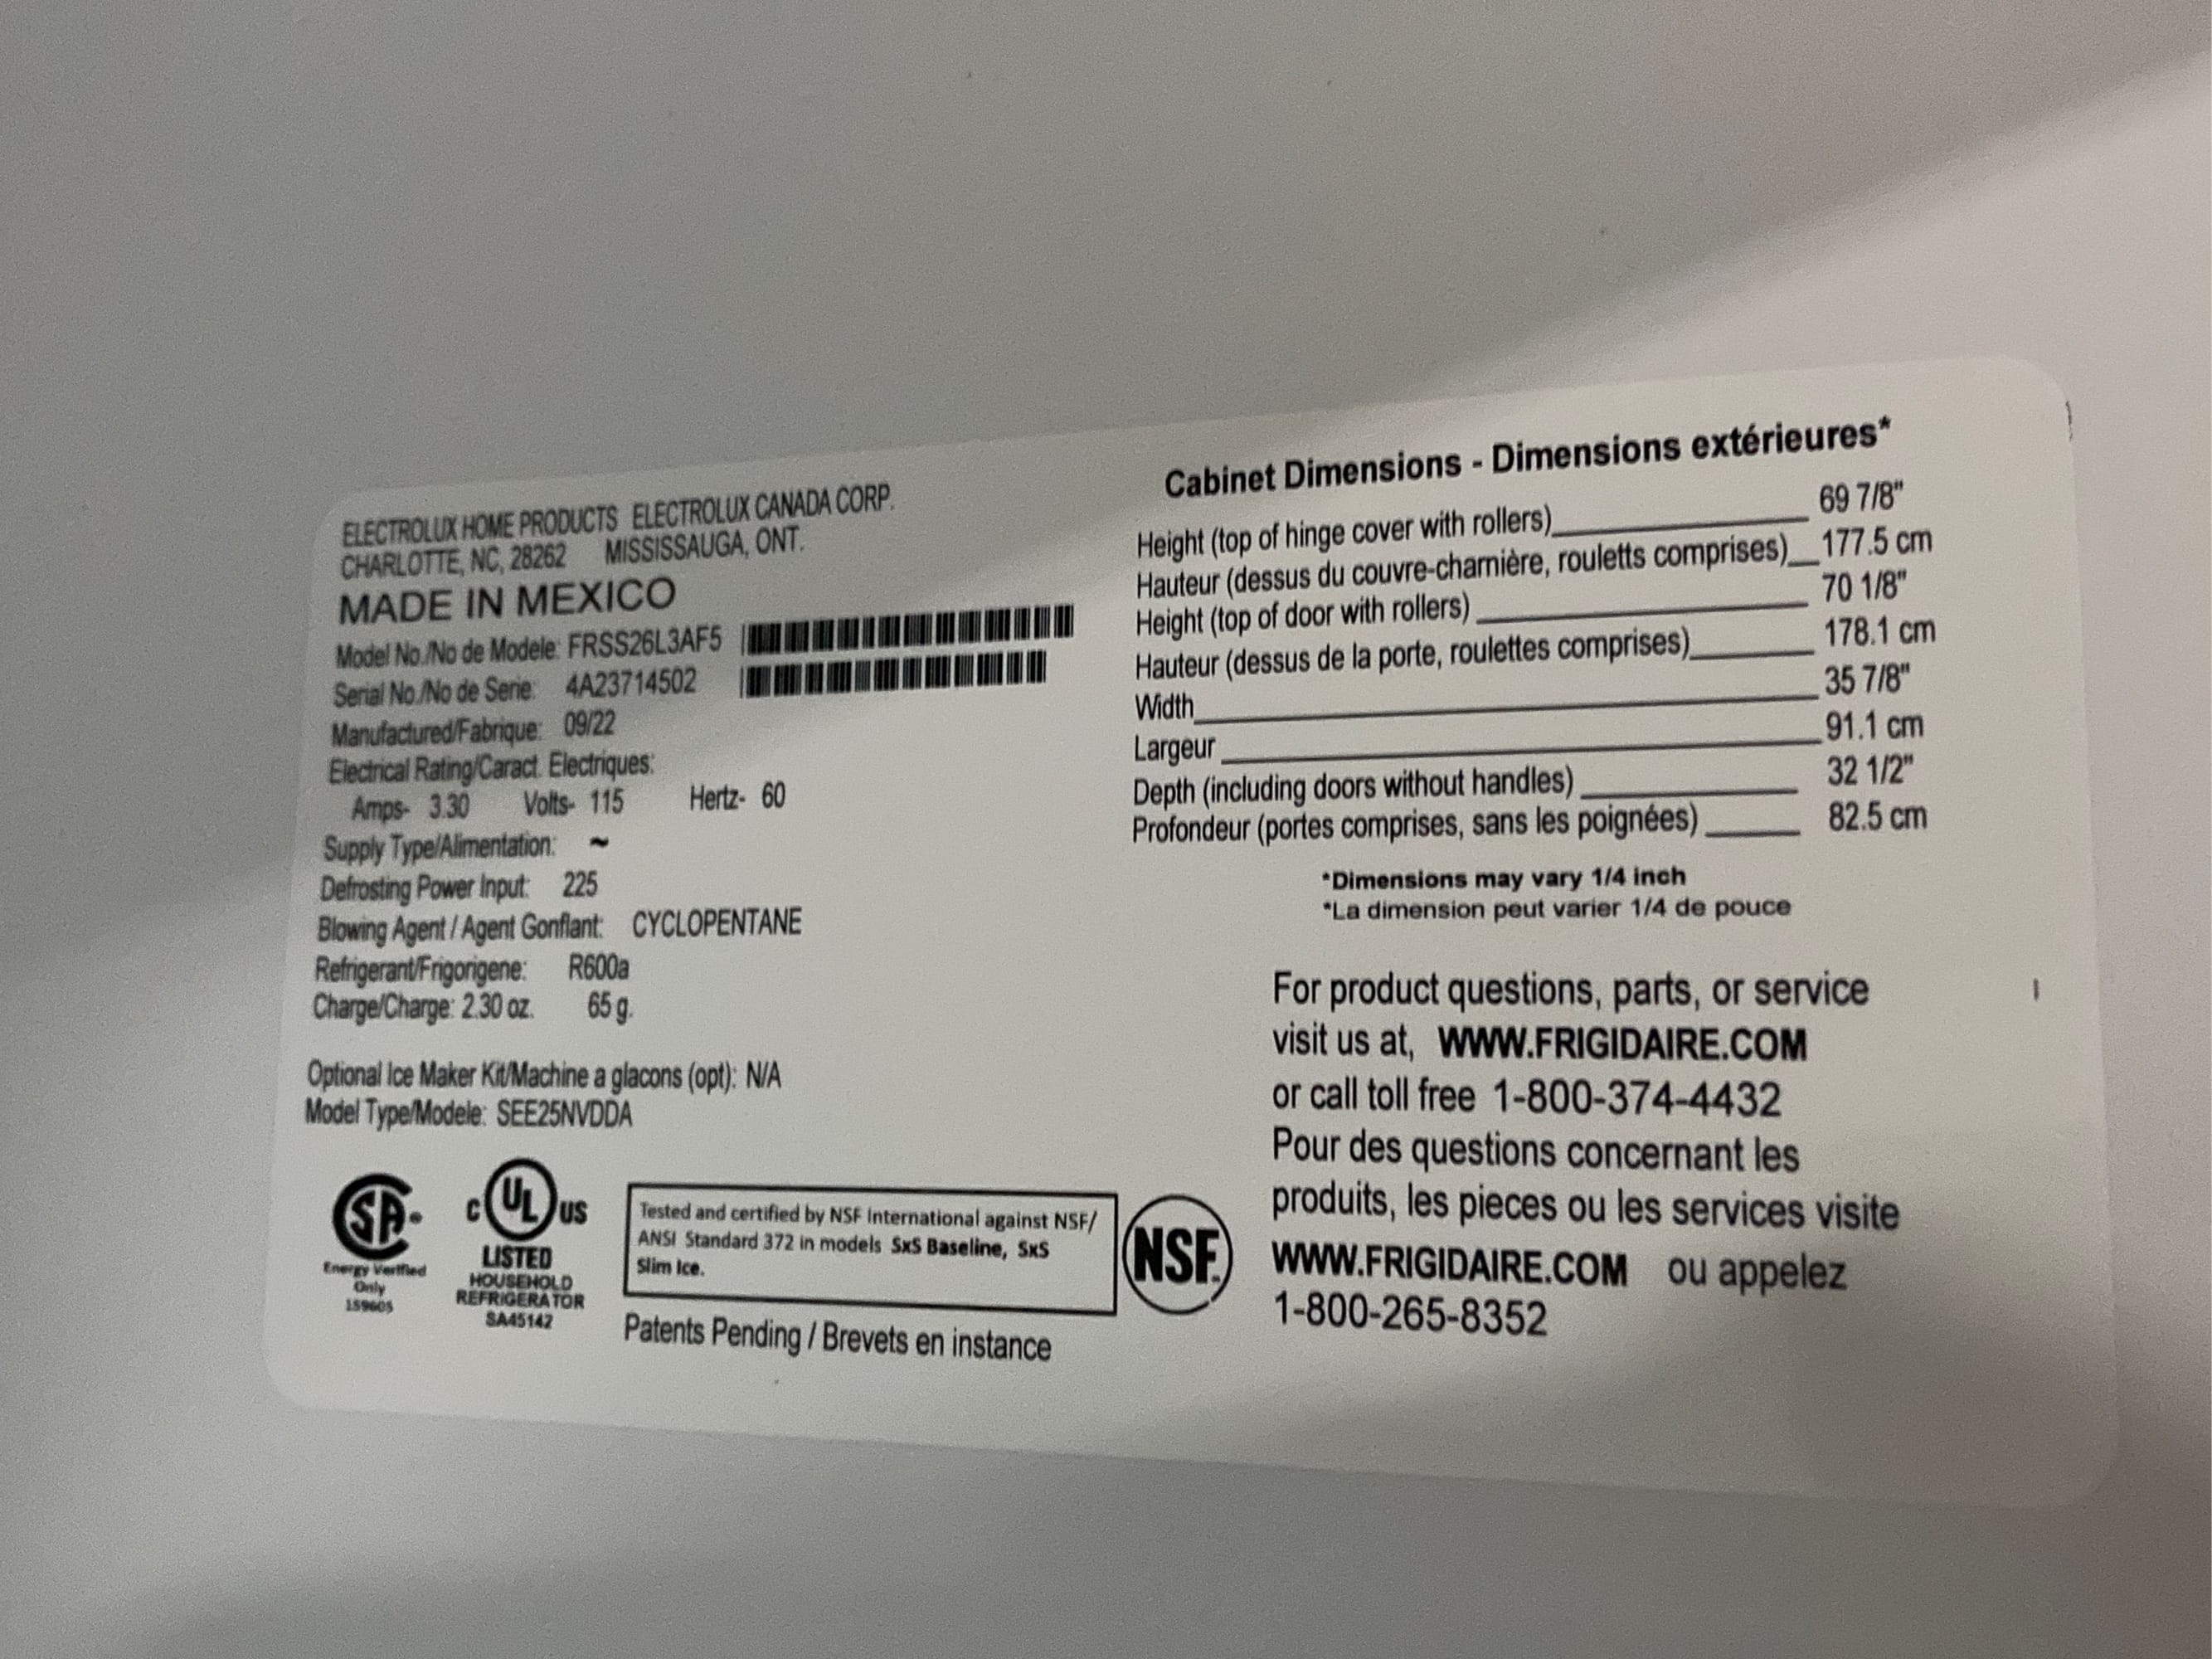 ELECTROLUX HOME PRODUCTS ELECTROLUX CANADA CORP.
CHARLOTTE, NC, 28262 MISSISSAUGA, ONT.
MADE IN MEXICO
Model No./No de Modele: FRSS26L3AF5
Serial No./No de Serie: 4A23714502
Manufactured/Fabrique: 09/22
Electrical Rating/Caract. Electriques:
Amps- 3.30 Volts- 115 Hertz- 60
Supply Type/Alimentation: ~
Defrosting Power Input: 225
Blowing Agent / Agent Gonflant: CYCLOPENTANE
Refrigerant/Frigorigene: R600a
Charge/Charge: 2.30 oz. 65 g.
Optional Ice Maker Kit/Machine a glacons (opt): N/A
Model Type/Modele: SEE25NVDDA
SA
Energy Verified
Only
159605
c UL US
LISTED
HOUSEHOLD
REFRIGERATOR
SA45142
Tested and certified by NSF International against NSF/
ANSI Standard 372 in models SxS Baseline, SxS
Slim Ice.
NSF
Patents Pending / Brevets en instance
Cabinet Dimensions - Dimensions extérieures*
Height (top of hinge cover with rollers) 69 7/8"
Hauteur (dessus du couvre-charnière, rouletts comprises) 177.5 cm
Height (top of door with rollers) 70 1/8"
Hauteur (dessus de la porte, roulettes comprises) 178.1 cm
Width 35 7/8"
Largeur 91.1 cm
Depth (including doors without handles) 32 1/2"
Profondeur (portes comprises, sans les poignées) 82.5 cm
*Dimensions may vary 1/4 inch
*La dimension peut varier 1/4 de pouce
For product questions, parts, or service
visit us at, WWW.FRIGIDAIRE.COM
or call toll free 1-800-374-4432
Pour des questions concernant les
produits, les pieces ou les services visite
WWW.FRIGIDAIRE.COM ou appelez
1-800-265-8352